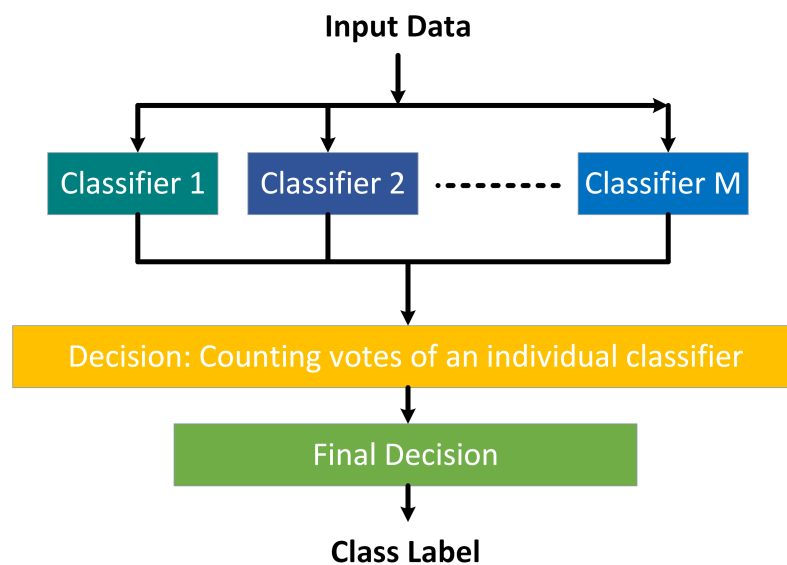 Input Data
Classifier 1
Classifier 2
Classifier M
Decision: Counting votes of an individual classifier
Final Decision
Class Label